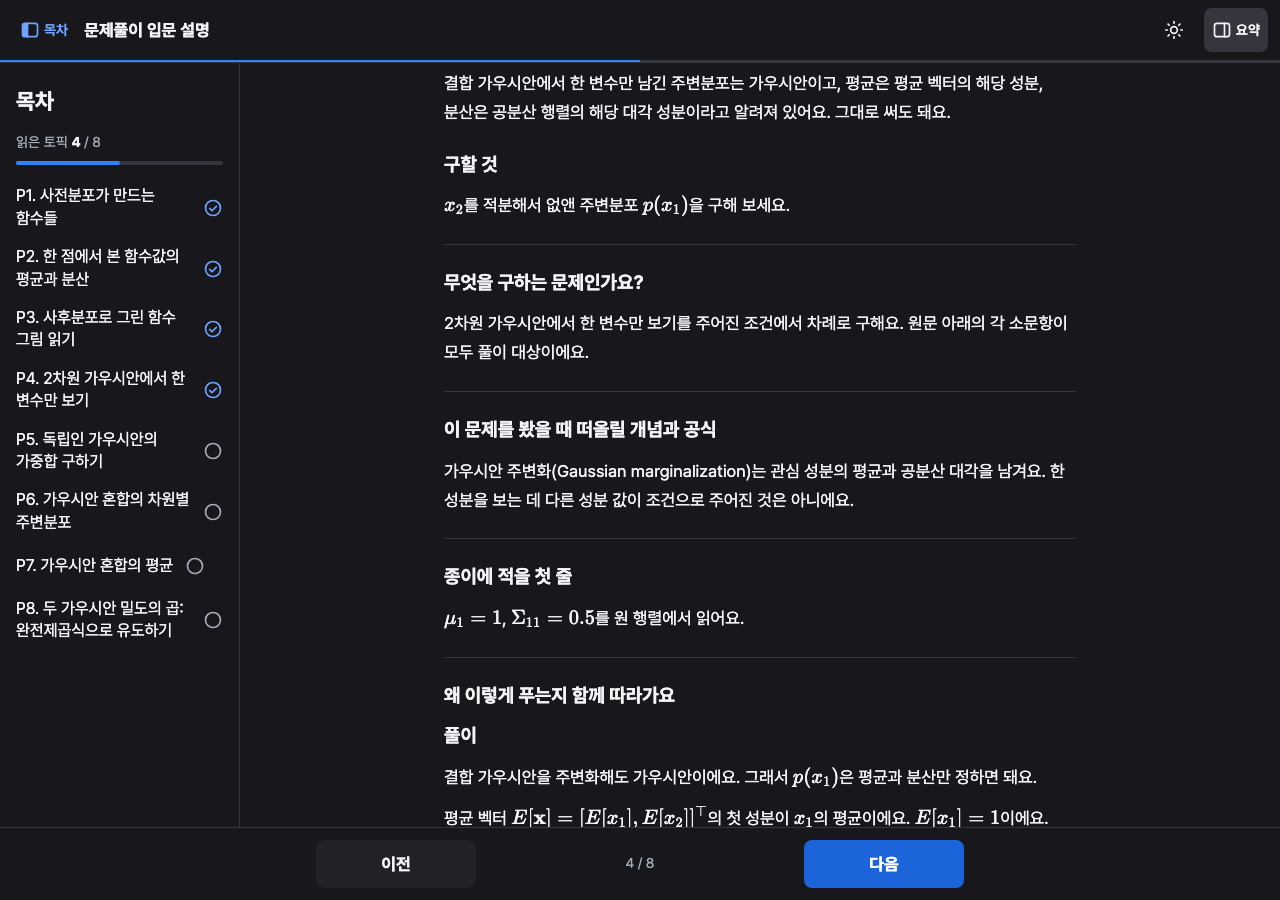 목차 문제풀이 입문 설명 요약
목차
읽은 토픽 4 / 8
P1. 사전분포가 만드는
함수들
P2. 한 점에서 본 함수값의
평균과 분산
P3. 사후분포로 그린 함수
그림 읽기
P4. 2차원 가우시안에서 한
변수만 보기
P5. 독립인 가우시안의
가중합 구하기
P6. 가우시안 혼합의 차원별
주변분포
P7. 가우시안 혼합의 평균
P8. 두 가우시안 밀도의 곱:
완전제곱식으로 유도하기
결합 가우시안에서 한 변수만 남긴 주변분포는 가우시안이고, 평균은 평균 벡터의 해당 성분,
분산은 공분산 행렬의 해당 대각 성분이라고 알려져 있어요. 그대로 써도 돼요.
구할 것
x₂를 적분해서 없앤 주변분포 p(x₁)을 구해 보세요.
무엇을 구하는 문제인가요?
2차원 가우시안에서 한 변수만 보기를 주어진 조건에서 차례로 구해요. 원문 아래의 각 소문항이
모두 풀이 대상이에요.
이 문제를 봤을 때 떠올릴 개념과 공식
가우시안 주변화(Gaussian marginalization)는 관심 성분의 평균과 공분산 대각을 남겨요. 한
성분을 보는 데 다른 성분 값이 조건으로 주어진 것은 아니에요.
종이에 적을 첫 줄
μ₁ = 1, Σ₁₁ = 0.5를 원 행렬에서 읽어요.
왜 이렇게 푸는지 함께 따라가요
풀이
결합 가우시안을 주변화해도 가우시안이에요. 그래서 p(x₁)은 평균과 분산만 정하면 돼요.
평균 벡터 E[𝐱] = [E[x₁], E[x₂]]⊤의 첫 성분이 x₁의 평균이에요. E[x₁] = 1이에요.
이전 4 / 8 다음